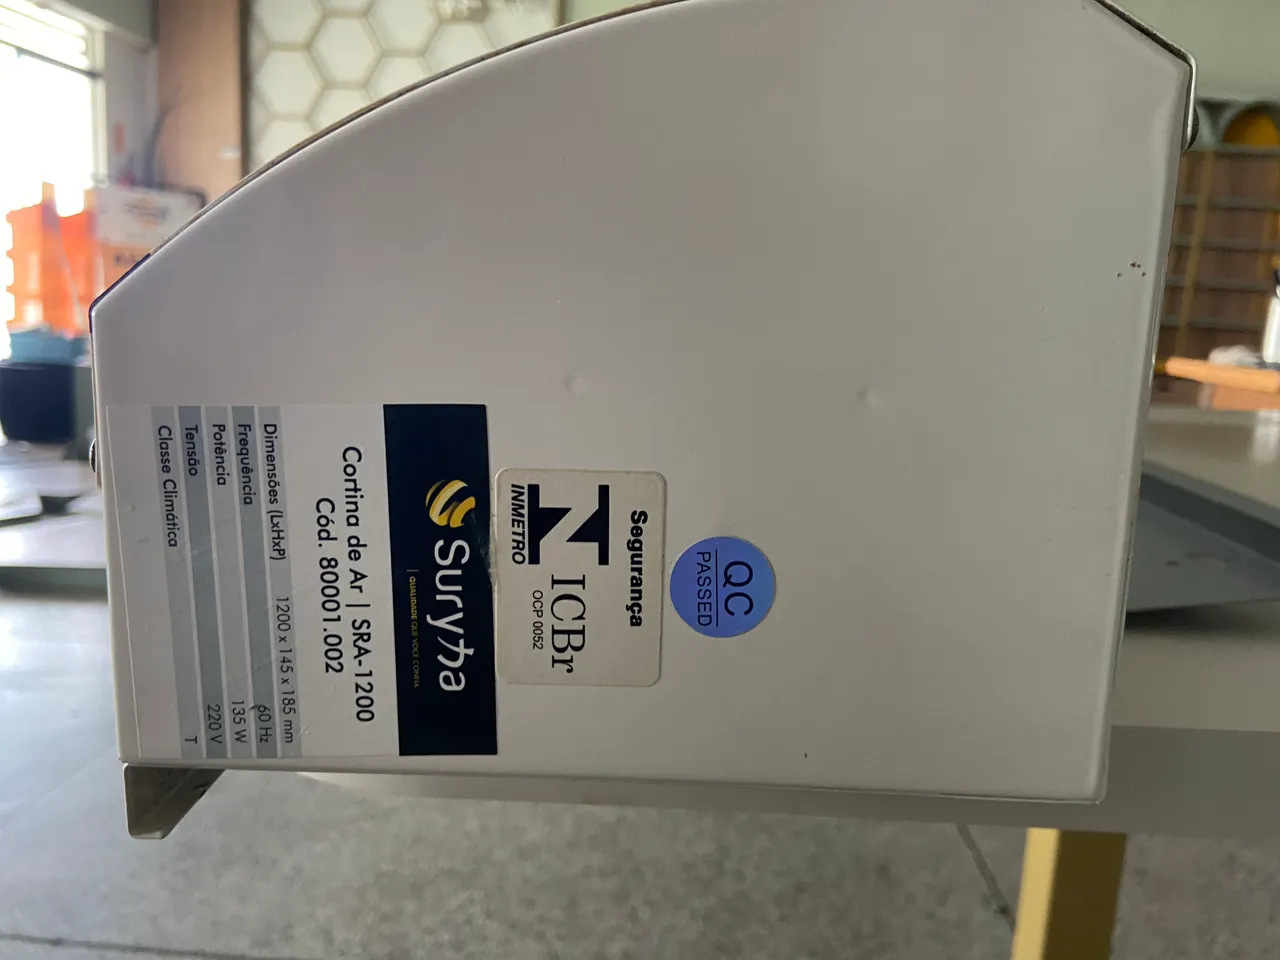 QC
PASSED
Segurança
INMETRO
ICBr
OCP 0052
Suryha
| QUALIDADE QUE VOCÊ CONFIA
Cortina de Ar | SRA-1200
Cód. 80001.002
Dimensões (LxHxP) 1200 x 145 x 185 mm
Frequência 60 Hz
Potência 135 W
Tensão 220 V
Classe Climática T